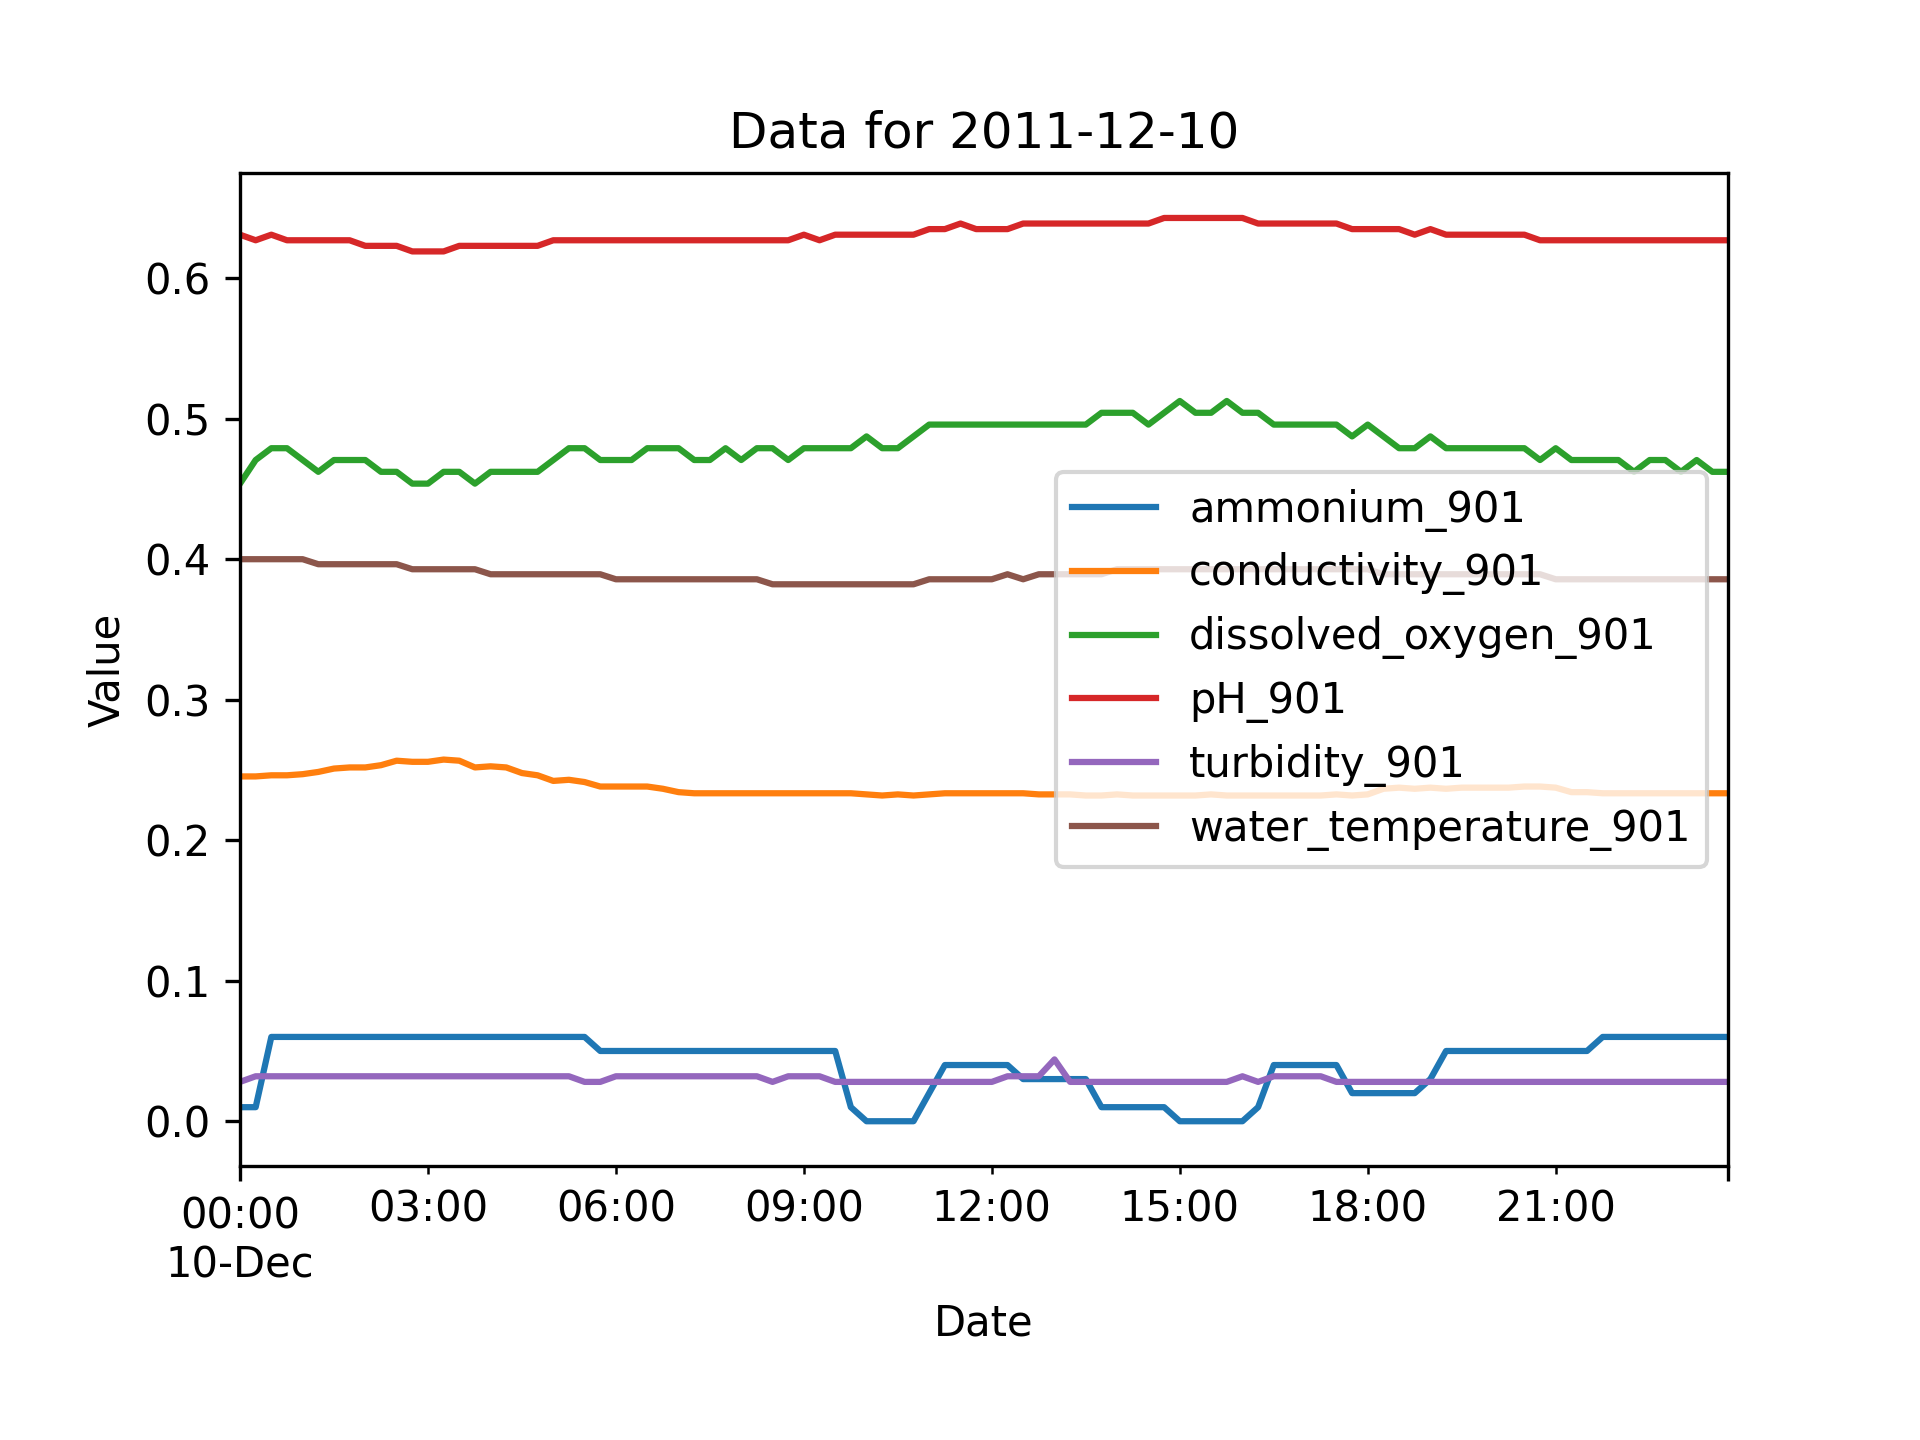 Data for 2011-12-10
Value
0.6
0.5
0.4
0.3
0.2
0.1
0.0
ammonium_901
conductivity_901
dissolved_oxygen_901
pH_901
turbidity_901
water_temperature_901
00:00 03:00 06:00 09:00 12:00 15:00 18:00 21:00
10-Dec
Date